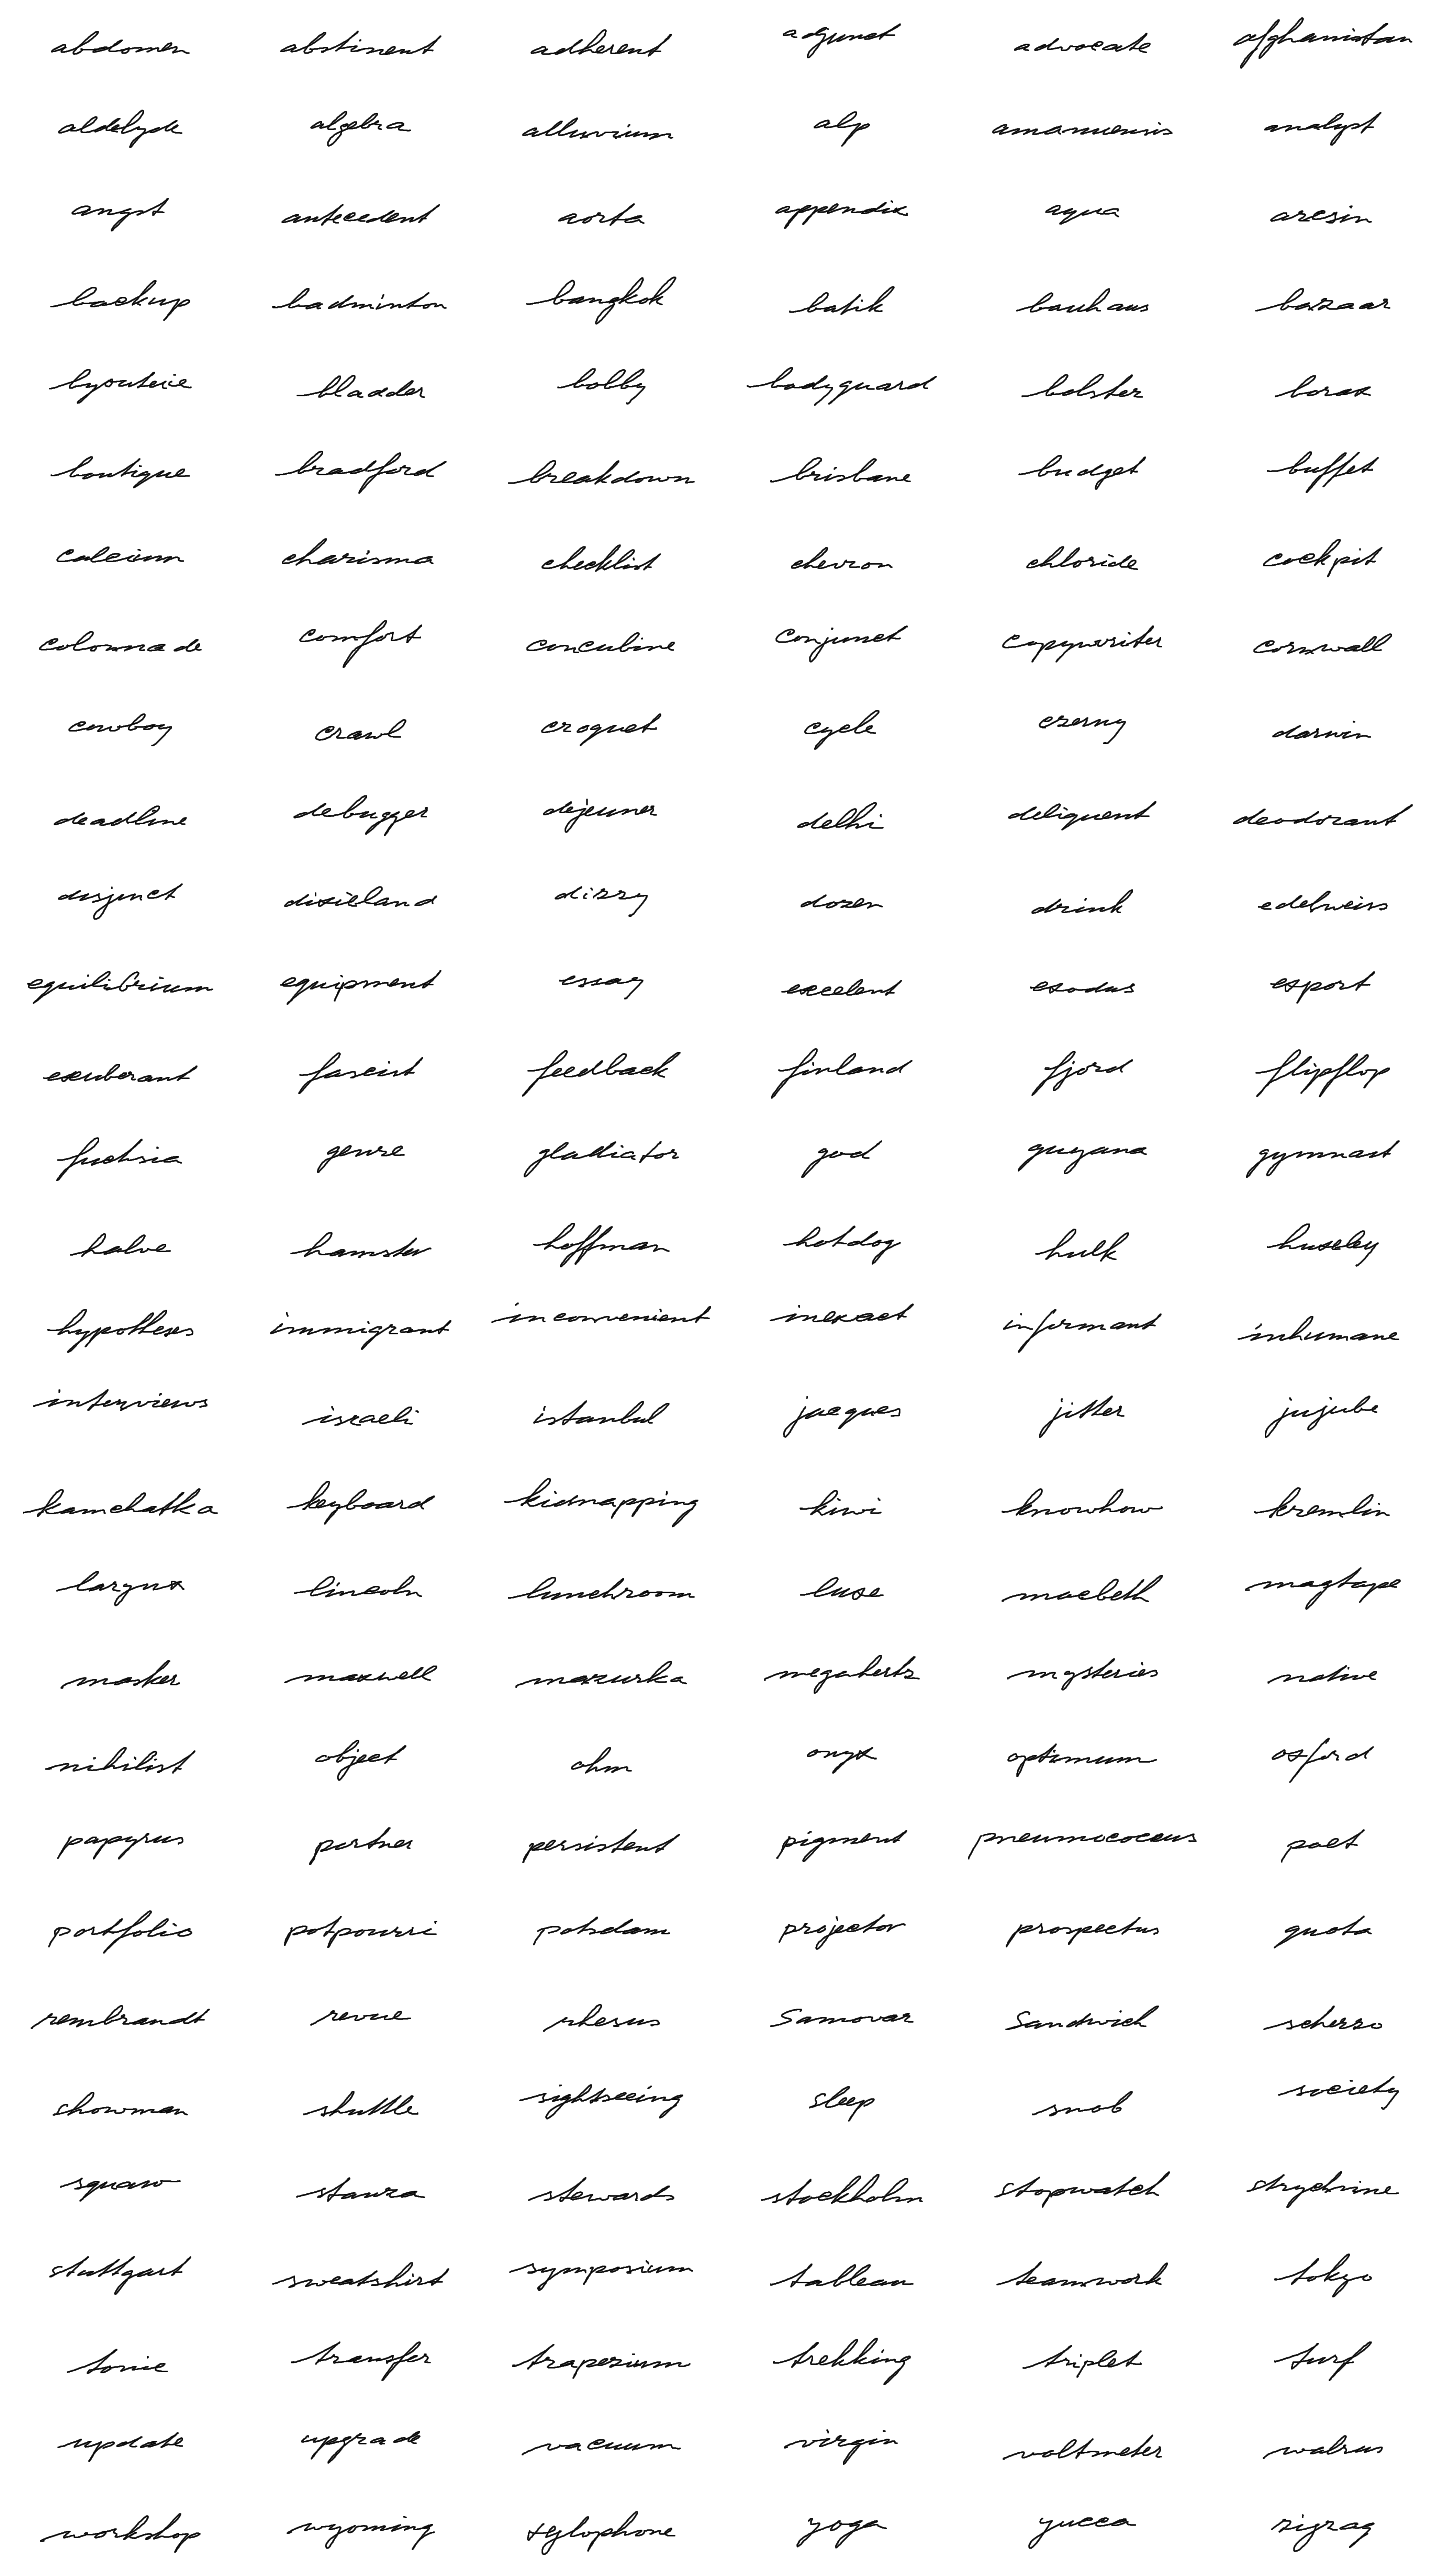 abdomen abstinent adherent adjunct advocate afghanistan
aldehyde algebra alluvium alp amanuensis analyst
angst antecedent aorta appendix aqua aresin
backup badminton bangkok batik bauhaus bazaar
bladder bobby bodyguard bolster borax
boutique bradford breakdown brisbane budget buffet
calcium charisma checklist chevron chloride cockpit
colonnade comfort concubine conjunct copywriter cornwall
cowboy crawl croquet cycle czerny darwin
deadline debugger dejeuner delhi deliquent deodorant
disjunct dixieland dizzy dozen drink edelweiss
equilibrium equipment essay excelent exodus export
exuberant fascist feedback finland fjord flipflop
fuchsia genre gladiator god guyana gymnast
halve hamster hoffman hotdog hulk huxley
hypotheses immigrant inconvenient inexact informant inhumane
interviews israeli istanbul jacques jitter jujube
kamchatka keyboard kidnapping kiwi knowhow kremlin
larynx lincoln lunchroom luxe macbeth magtape
masker maxwell mazurka megahertz mysteries native
nihilist object ohm onyx optimum oxford
papyrus partner persistent pigment pneumococcus poet
portfolio potpourri potsdam projector prospectus quota
rembrandt revue rhesus Samovar Sandwich scherzo
showman shuttle sightseeing sleep snob society
squaw stanza stewards stockholm stopwatch strychnine
stuttgart sweatshirt symposium tableau teamwork tokyo
tonic transfer trapezium trekking triplet turf
update upgrade vacuum virgin voltmeter walrus
workshop wyoming xylophone yoga yucca zigzag